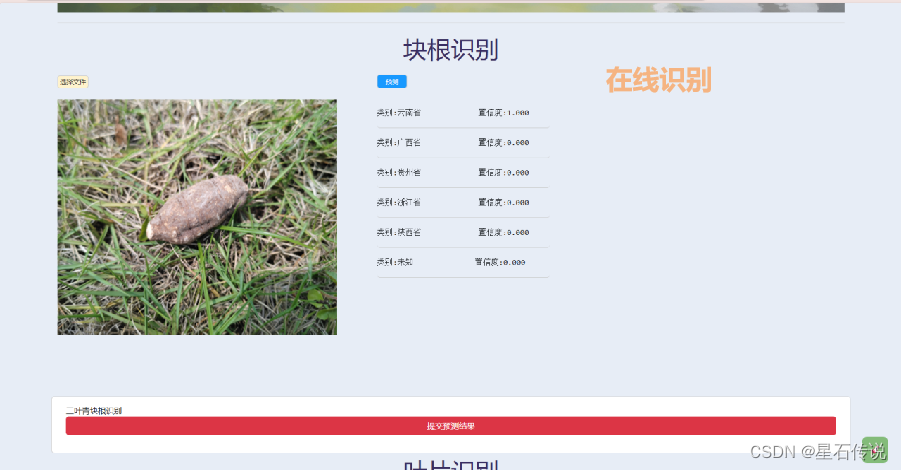 块根识别
在线识别
选择文件
预测
类别:云南省 置信度:1.000
类别:广西省 置信度:0.000
类别:贵州省 置信度:0.000
类别:浙江省 置信度:0.000
类别:陕西省 置信度:0.000
类别:未知 置信度:0.000
三叶青块根识别
提交预测结果
CSDN @星石传说
叶片识别